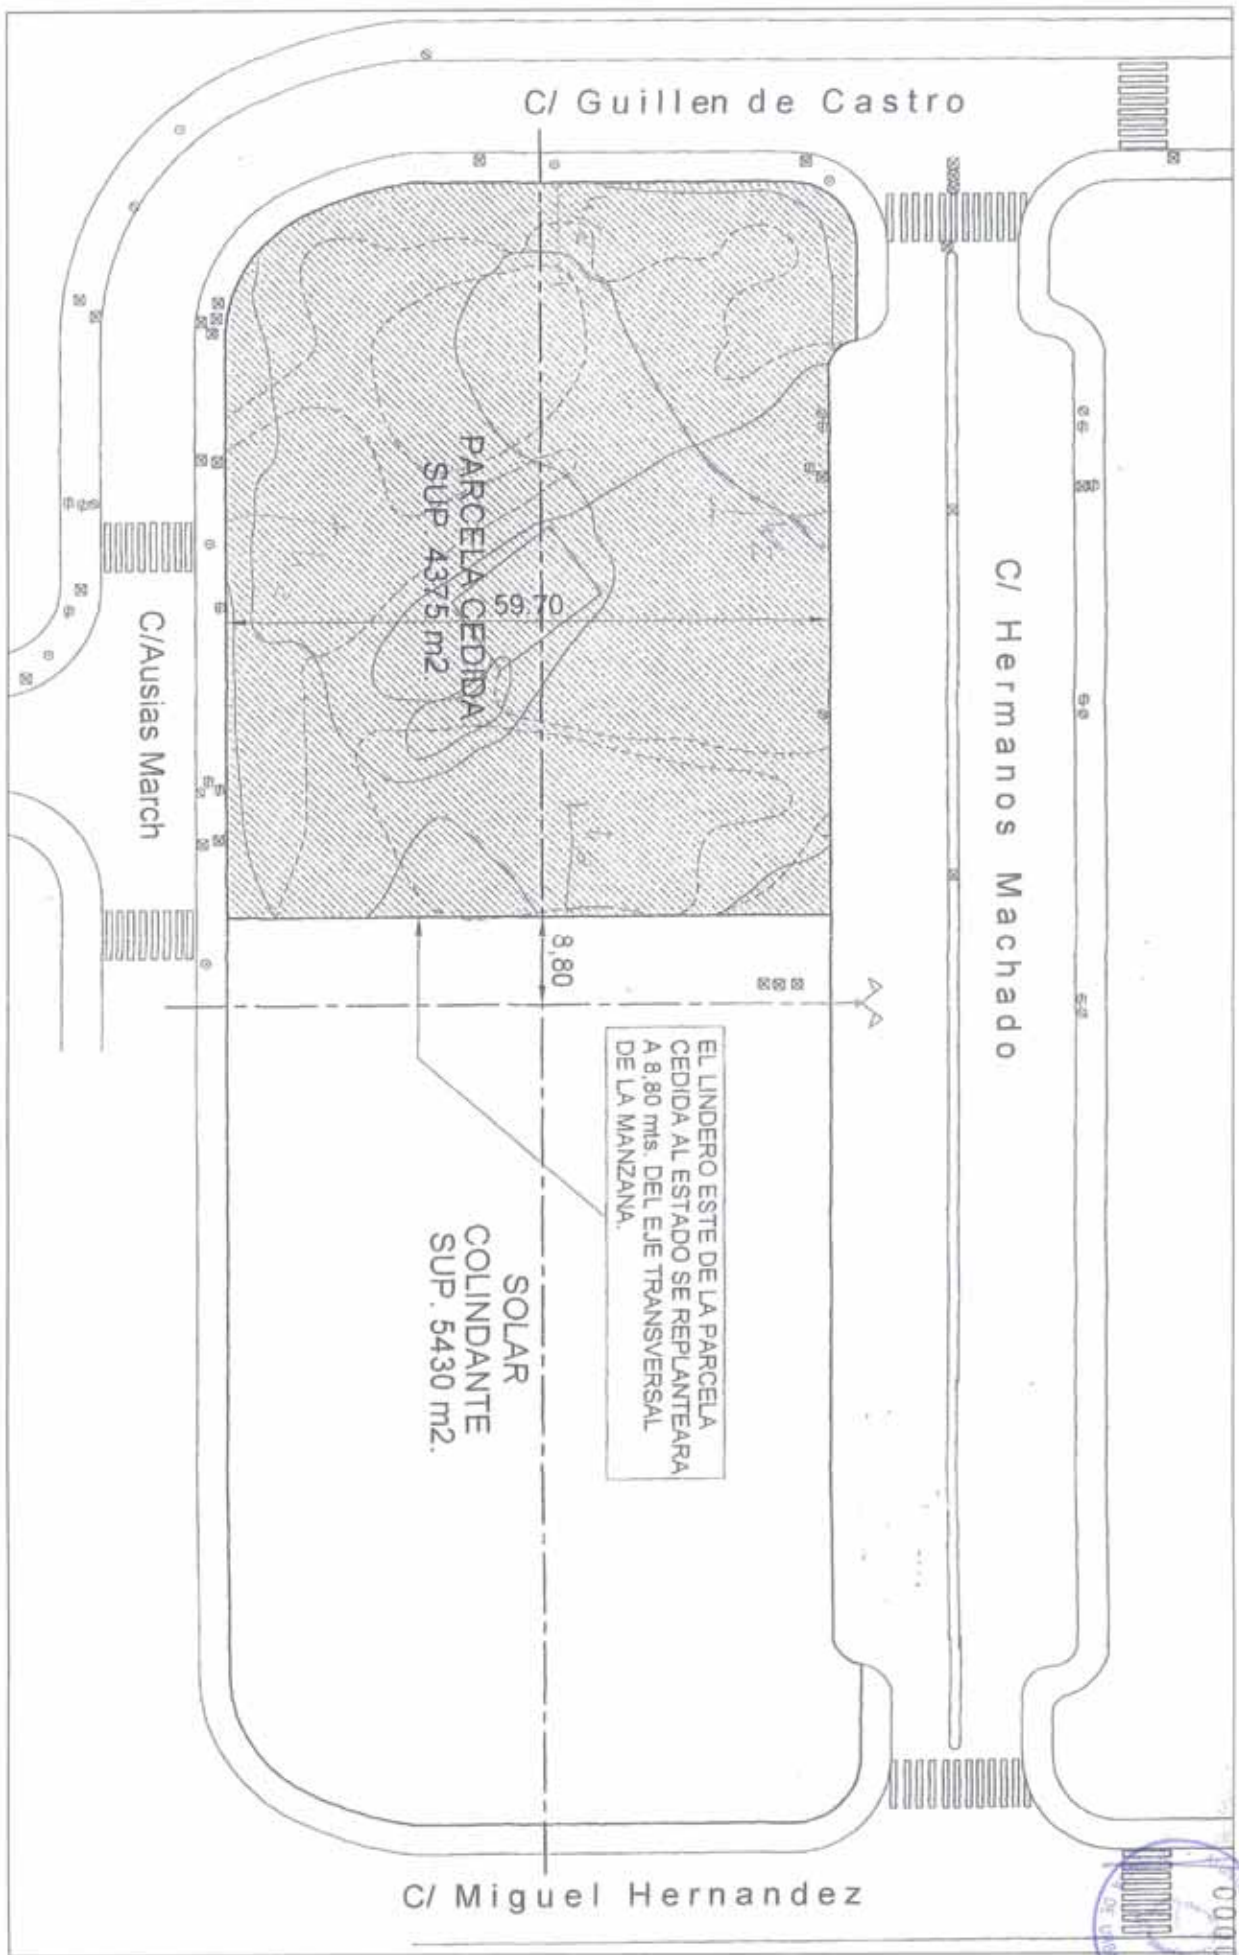 C/ Guillen de Castro
C/ Hermanos Machado
PARCELA CEDIDA
SUP. 4375 m2.
59.70
C/Ausias March
8,80
EL LINDERO ESTE DE LA PARCELA
CEDIDA AL ESTADO SE REPLANTEARA
A 8,80 mts. DEL EJE TRANSVERSAL
DE LA MANZANA.
SOLAR
COLINDANTE
SUP. 5430 m2.
C/ Miguel Hernandez